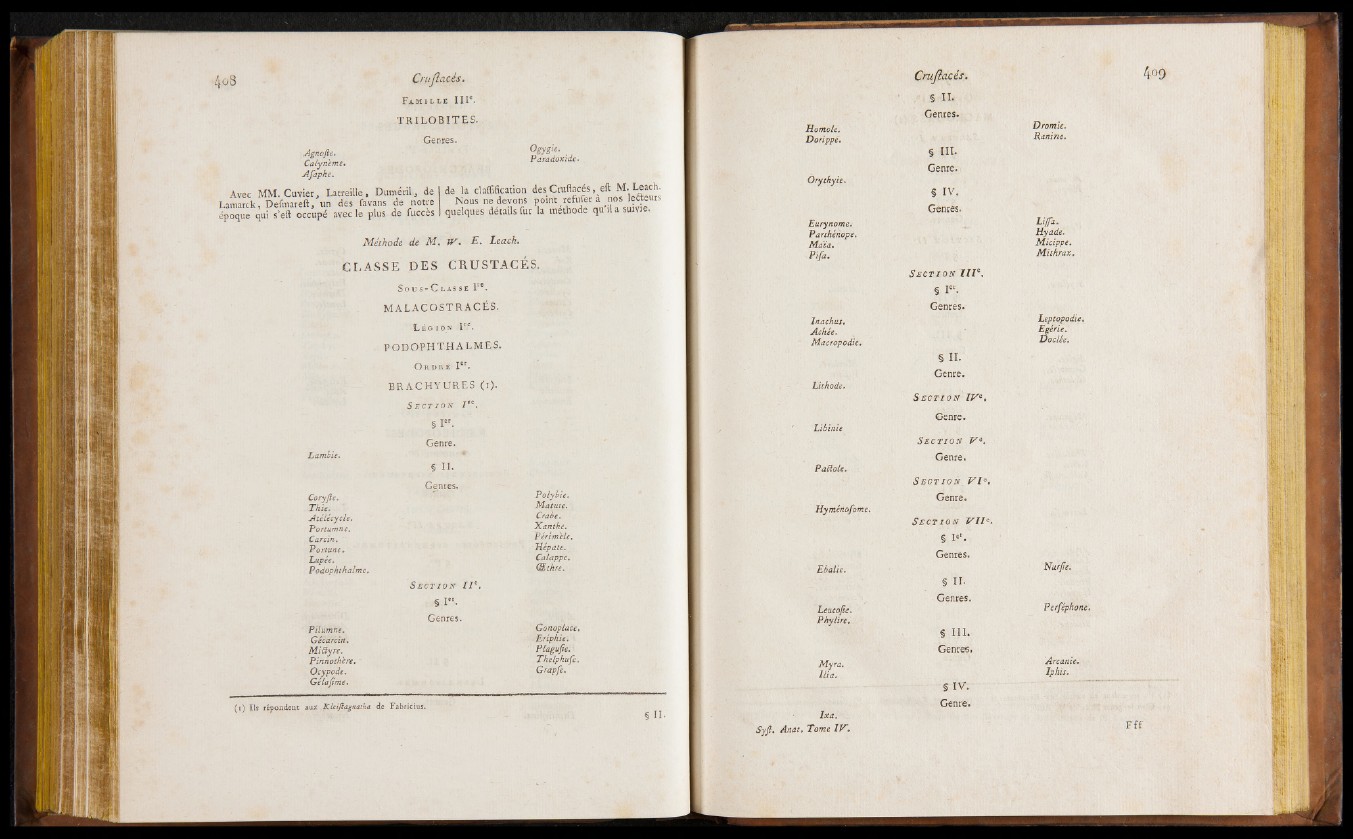 408
Cruſtacés.
FAMILLE IIIe.
TRILOBITES.
Genres.
Agnoſte.
Calynème.
Aſaphe.
Ogygie.
Paradoxide.
Avec MM. Cuvier, Latreille, Duméril, de
Lamarck, Deſmareſt, un des ſavans de notre
époque qui s'eſt occupé avec le plus de ſuccès
de la claſſification des Cruſtacés, eſt M. Leach.
Nous ne devons point refuſer à nos lecteurs
quelques détails ſur la méthode qu'il a suivie.
Méthode de M. W. E. Leach.
CLASSE DES CRUSTACÉS.
SOUS-CLASSE Ire.
MALACOSTRACÉS.
LÉGION Ire.
PODOPHTHALMES.
ORDRE Ier.
BRACHYURES (1).
SECTION Ire.
§ Ier.
Genre.
Lambie.
§ II.
Genres.
Coryſte.
Thie.
Atélécycle.
Portumne.
Carcin.
Portune.
Lupée.
Podophthalme.
Polybie.
Matute.
Crabe.
Xanthe.
Périmèle.
Hépate.
Calappe.
Œthre.
SECTION IIe.
§ Ier.
Genres.
Pilumne.
Gécarcin.
Mictyre.
Pinnothère.
Ocypode.
Gélaſime.
Gonoplace.
Eriphie.
Plaguſie.
Thelphuſe.
Grapſe.
(1) Ils répondent aux Kleiſtagnatha de Fabricius.
§ II.
Cruſtacés.
409
§ II.
Genres.
Homole.
Dorippe.
Dromie.
Ranine.
§ III.
Genre.
Orythyie.
§ IV.
Genres.
Eurynome.
Parthénope.
Maïa.
Piſa.
Liſſa.
Hyade.
Micippe.
Mithrax.
SECTION IIIe.
§ Ier.
Genres.
Inachus.
Achée.
Macropodie.
Leptopodie.
Egérie.
Doclée.
§ II.
Genre.
Lithode.
SECTION IVe.
Genre.
Libinie
SECTION Ve.
Genre.
Pactole.
SECTION VIe.
Genre.
Hyménoſome.
SECTION VIIe.
§ Ier.
Genres.
Ebalie.
Nurſie.
§ II.
Genres.
Leucoſie.
Phylire.
Perſéphone.
§ III.
Genres.
Myra.
Ilia.
Arcanie.
Iphis.
§ IV.
Genre.
Ixa.
Syſt. Anat. Tome IV.
Fff